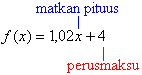 matkan pituus
f(x) = 1,02x + 4
perusmaksu